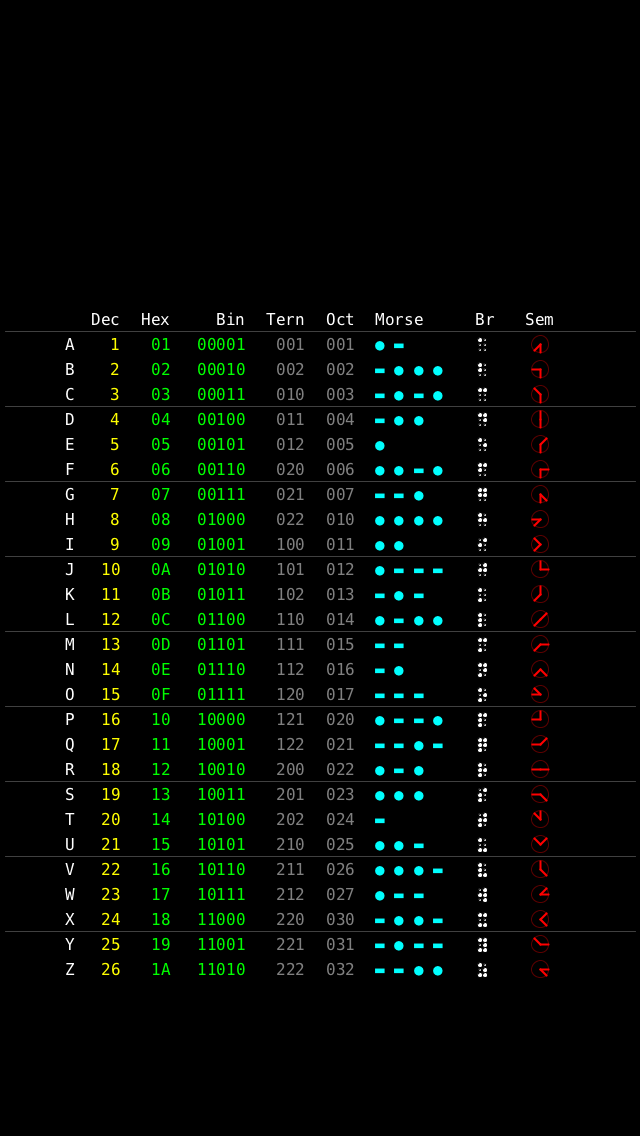 Dec Hex Bin Tern Oct Morse Br Sem
A 1 01 00001 001 001 ●▬
B 2 02 00010 002 002 ▬●●●
C 3 03 00011 010 003 ▬●▬●
D 4 04 00100 011 004 ▬●●
E 5 05 00101 012 005 ●
F 6 06 00110 020 006 ●●▬●
G 7 07 00111 021 007 ▬▬●
H 8 08 01000 022 010 ●●●●
I 9 09 01001 100 011 ●●
J 10 0A 01010 101 012 ●▬▬▬
K 11 0B 01011 102 013 ▬●▬
L 12 0C 01100 110 014 ●▬●●
M 13 0D 01101 111 015 ▬▬
N 14 0E 01110 112 016 ▬●
O 15 0F 01111 120 017 ▬▬▬
P 16 10 10000 121 020 ●▬▬●
Q 17 11 10001 122 021 ▬▬●▬
R 18 12 10010 200 022 ●▬●
S 19 13 10011 201 023 ●●●
T 20 14 10100 202 024 ▬
U 21 15 10101 210 025 ●●▬
V 22 16 10110 211 026 ●●●▬
W 23 17 10111 212 027 ●▬▬
X 24 18 11000 220 030 ▬●●▬
Y 25 19 11001 221 031 ▬●▬▬
Z 26 1A 11010 222 032 ▬▬●●